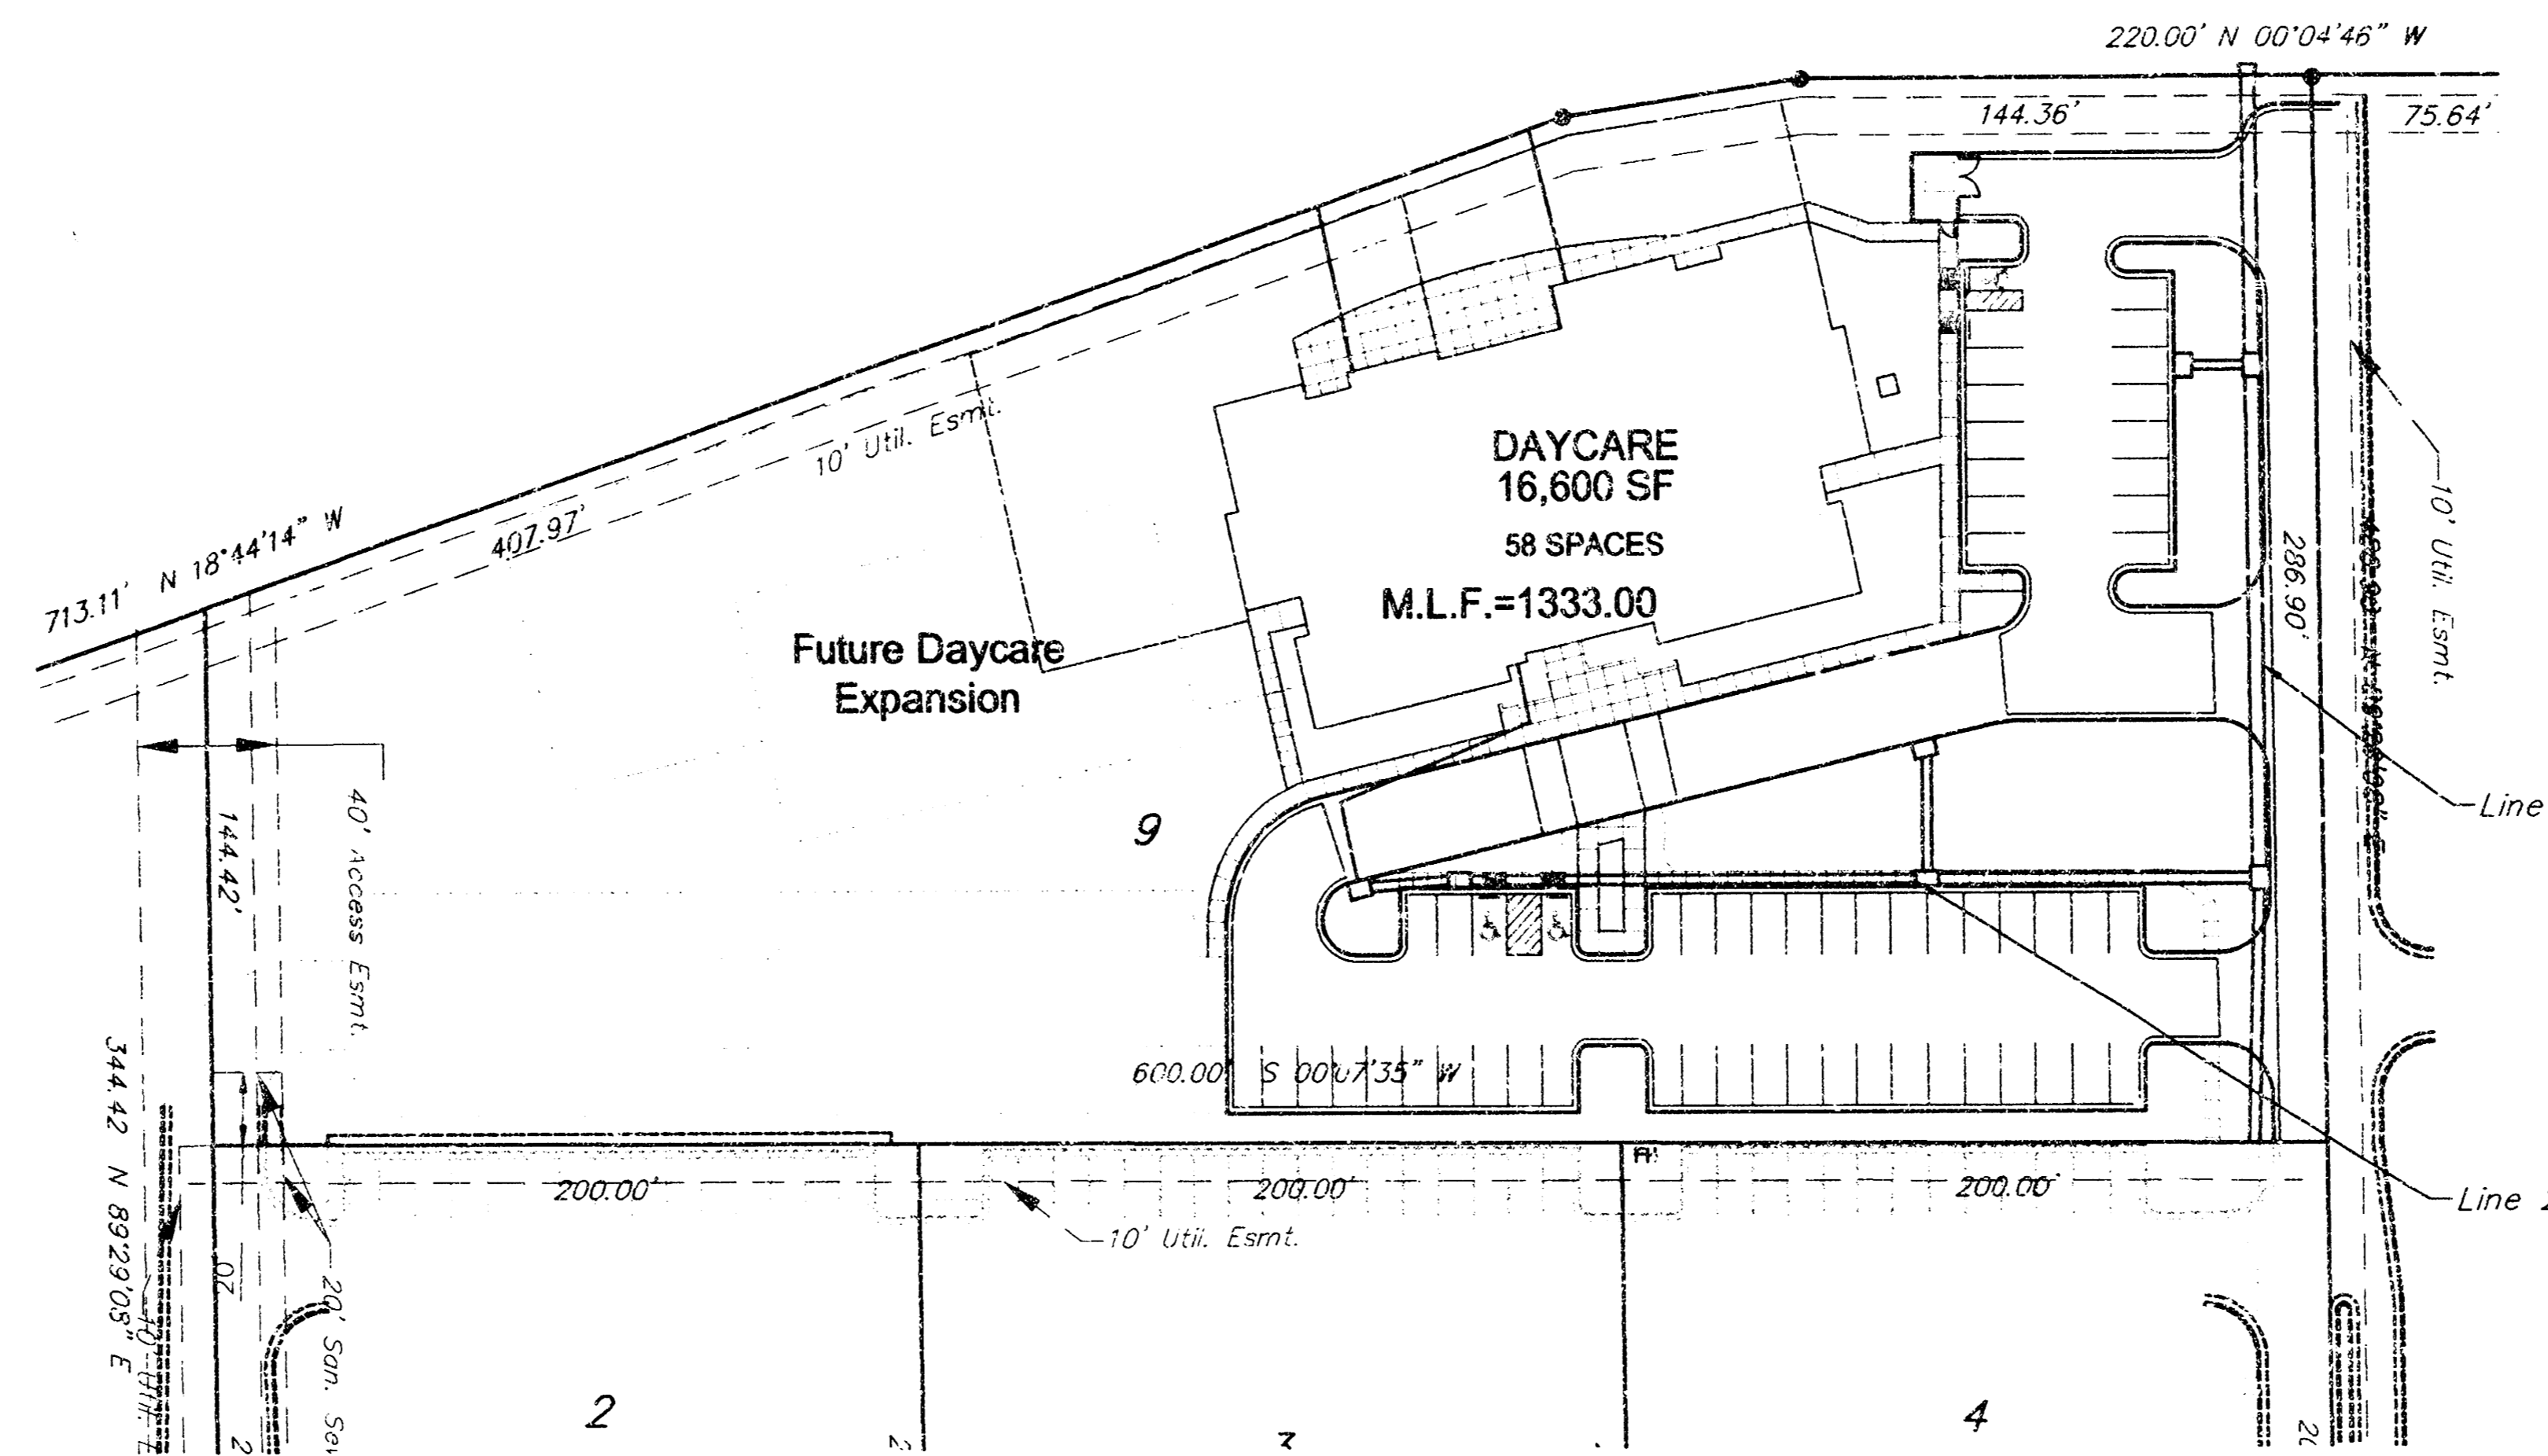 220.00' N 00°04'46" W
144.36'
75.64'
10' Util. Esmt.
407.97'
713.11' N 18°44'14" W
DAYCARE
16,600 SF
58 SPACES
M.L.F.=1333.00
Future Daycare
Expansion
10' Util. Esmt.
286.90'
Line
40' Access Esmt.
144.42'
9
600.00' S 00°07'35" W
344.42 N 89°29'05" E
200.00'
200.00'
200.00'
10' Util. Esmt.
Line
20' San.
20
2
4